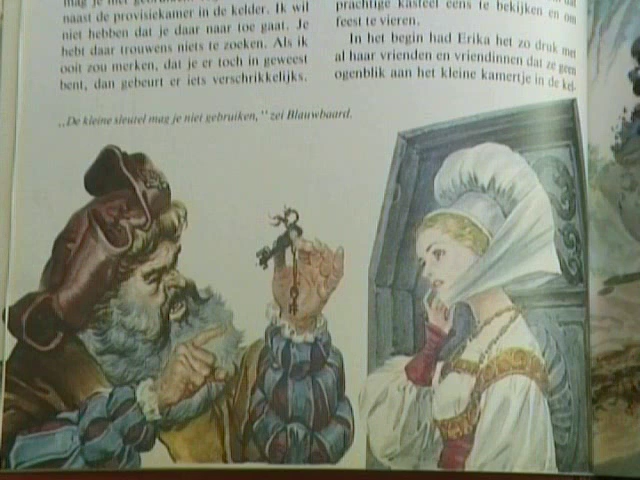 mag je niet
naast de provisiekamer in de kelder. Ik wil
niet hebben dat je daar naar toe gaat. Je
hebt daar trouwens niets te zoeken. Als ik
ooit zou merken, dat je er toch in geweest
bent, dan gebeurt er iets verschrikkelijks.
„De kleine sleutel mag je niet gebruiken,” zei Blauwbaard.
prachtige kasteel eens te bekijken en om
feest te vieren.
In het begin had Erika het zo druk met
al haar vrienden en vriendinnen dat ze geen
ogenblik aan het kleine kamertje in de kel-